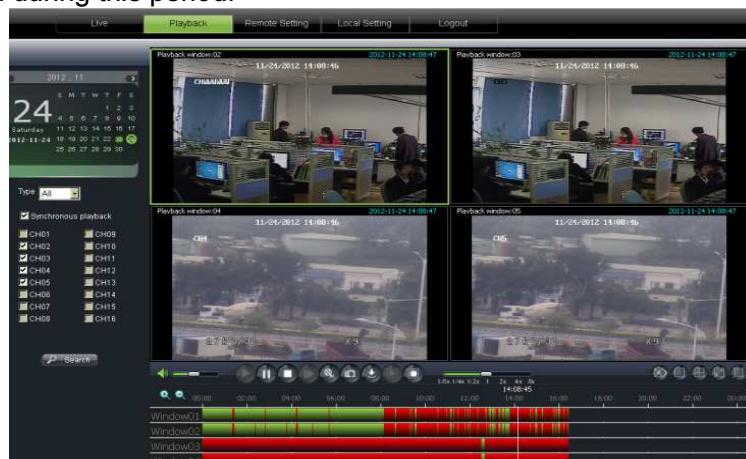 during this period.
Live Playback Remote Setting Local Setting Logout
2012 . 11
S M T W T F S
1 2 3
4 5 6 7 8 9 10
11 12 13 14 15 16 17
18 19 20 21 22 23 24
25 26 27 28 29 30
24
Saturday
2012-11-24
Type All
Synchronous playback
CH01 CH09
CH02 CH10
CH03 CH11
CH04 CH12
CH05 CH13
CH06 CH14
CH07 CH15
CH08 CH16
Search
Playback window:02 2012-11-24 14:08:47
11/24/2012 14:08:46
Playback window:03 2012-11-24 14:08:47
11/24/2012 14:08:46
Playback window:04 2012-11-24 14:08:47
11/24/2012 14:08:46
CH4
Playback window:05 2012-11-24 14:08:47
11/24/2012 14:08:46
CH5
X9
1/8x 1/4x 1/2x 1 2x 4x 8x
14:08:45
00:00 02:00 04:00 06:00 08:00 10:00 12:00 16:00 18:00 20:00 22:00 00:00
Window01
Window02
Window03